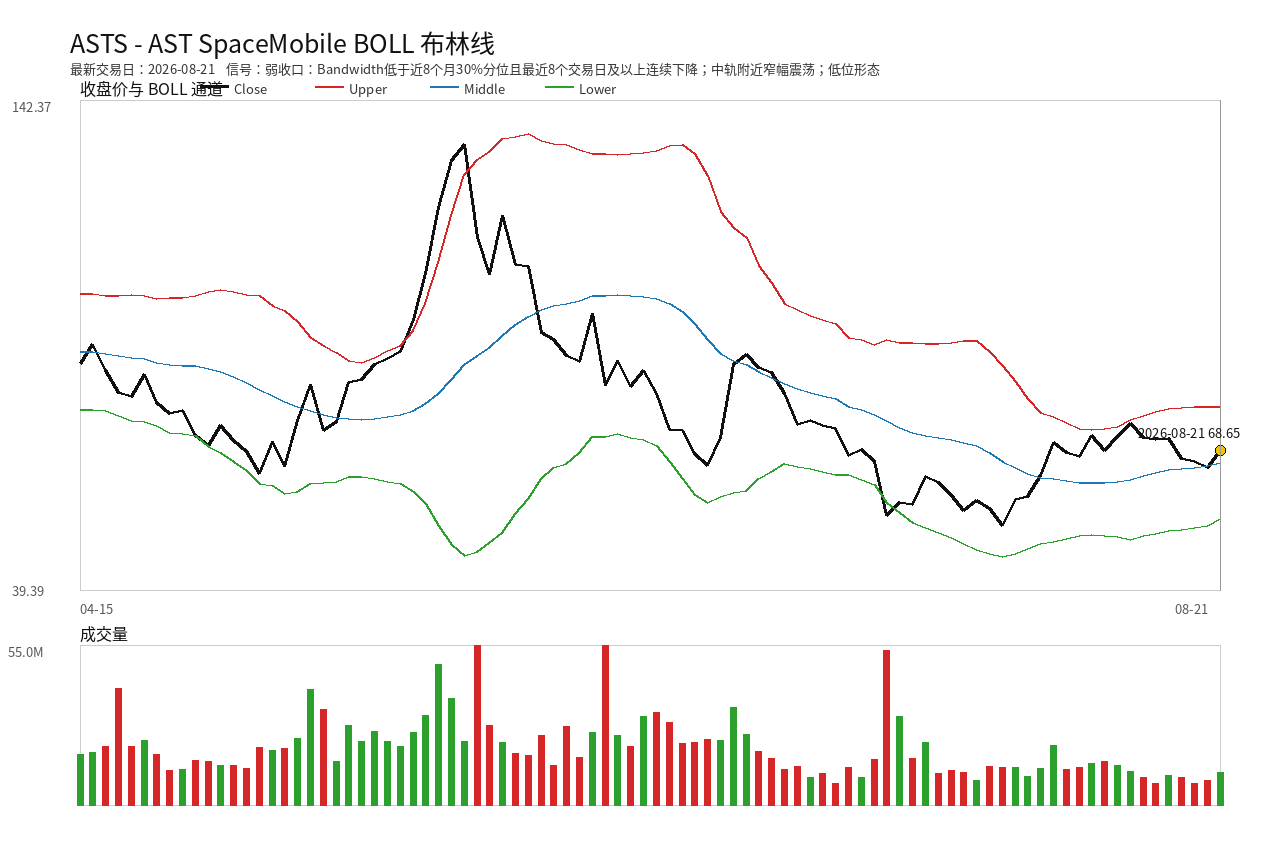 ASTS - AST SpaceMobile BOLL 布林线
最新交易日：2026-08-21 信号：弱收口：Bandwidth低于近8个月30%分位且最近8个交易日及以上连续下降；中轨附近窄幅震荡；低位形态
收盘价与 BOLL 通道 Close Upper Middle Lower
142.37
2026-08-21 68.65
39.39
04-15 08-21
成交量
55.0M